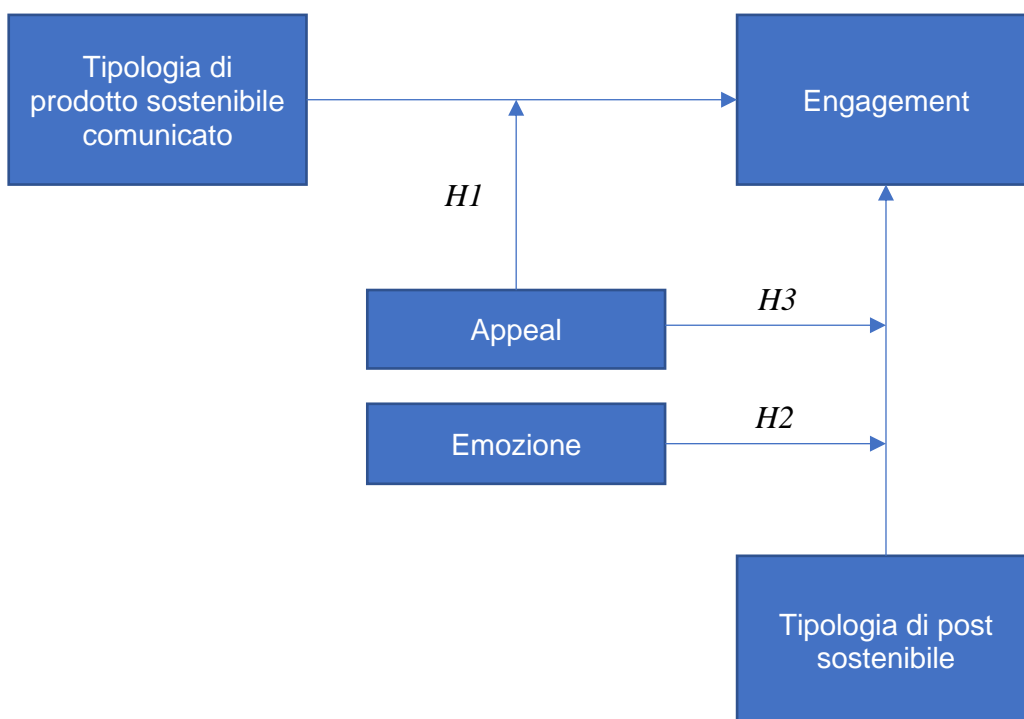 Tipologia di
prodotto sostenibile
comunicato
Engagement
H1
Appeal
H3
Emozione
H2
Tipologia di post
sostenibile